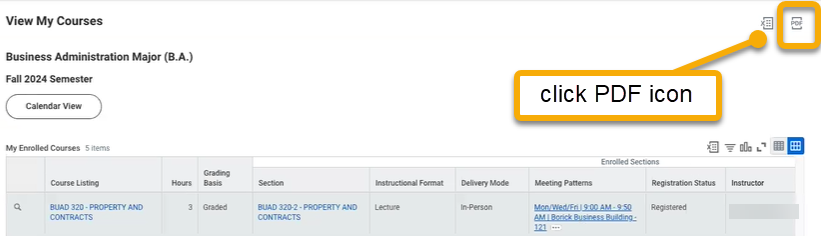 View My Courses
PDF
Business Administration Major (B.A.)
Fall 2024 Semester
click PDF icon
Calendar View
My Enrolled Courses 5 items
Enrolled Sections
Course Listing Hours Grading Basis Section Instructional Format Delivery Mode Meeting Patterns Registration Status Instructor
BUAD 320 - PROPERTY AND 3 Graded BUAD 320-2 - PROPERTY AND Lecture In-Person Mon/Wed/Fri | 9:00 AM - 9:50 Registered
CONTRACTS CONTRACTS AM | Borick Business Building -
121